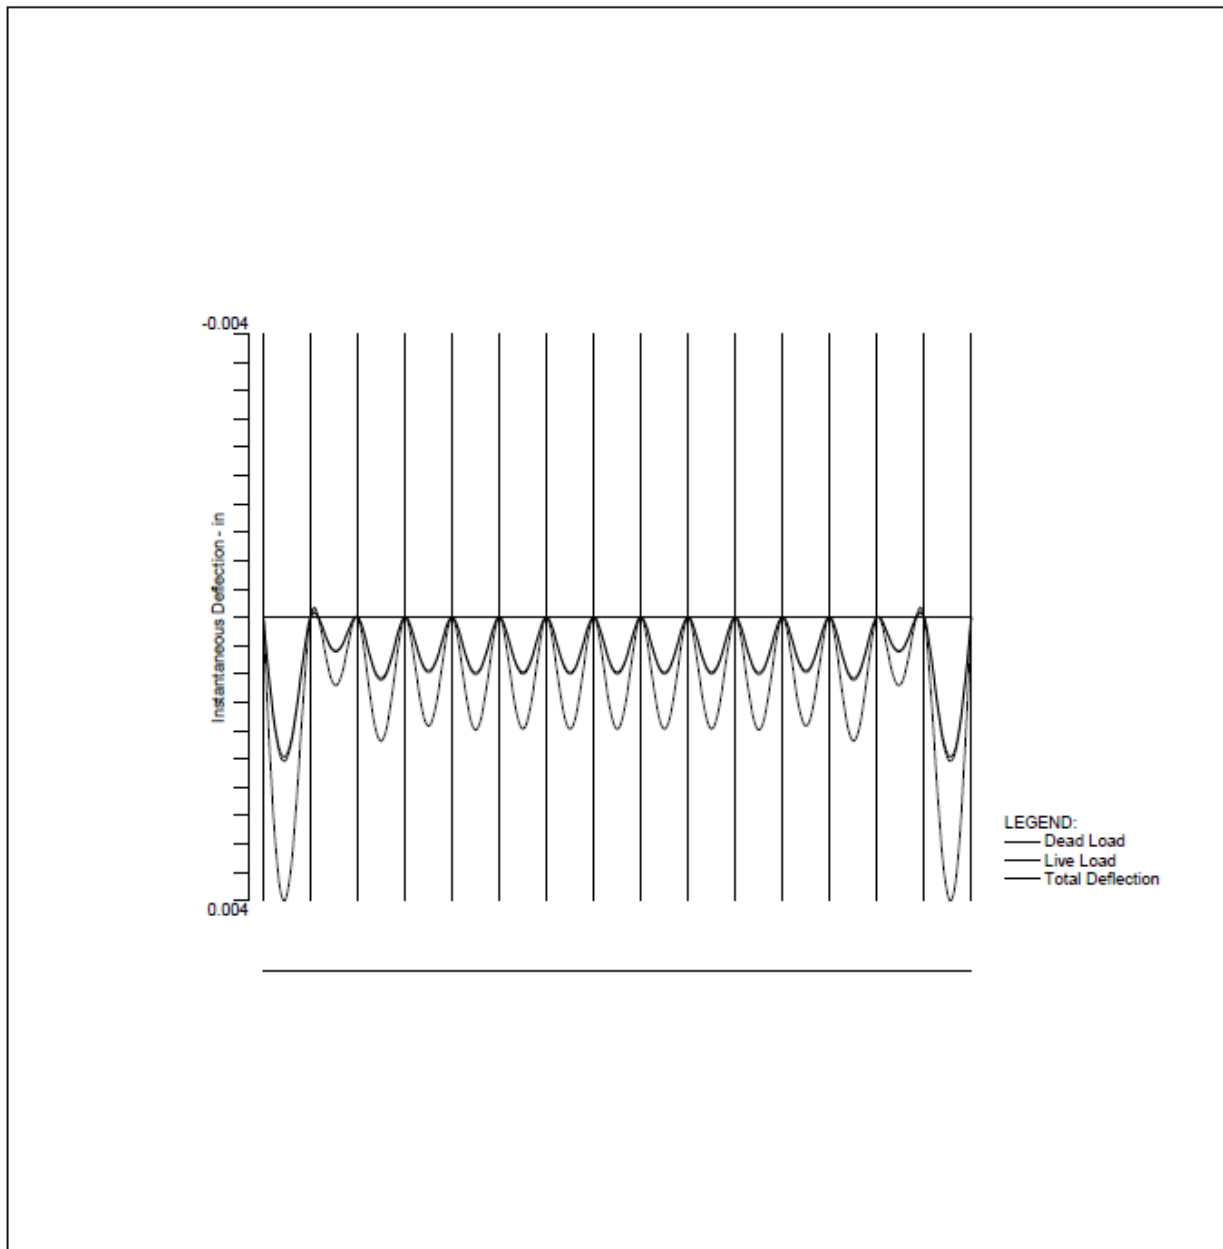 -0.004
Instantaneous Deflection - in
0.004
LEGEND:
Dead Load
Live Load
Total Deflection